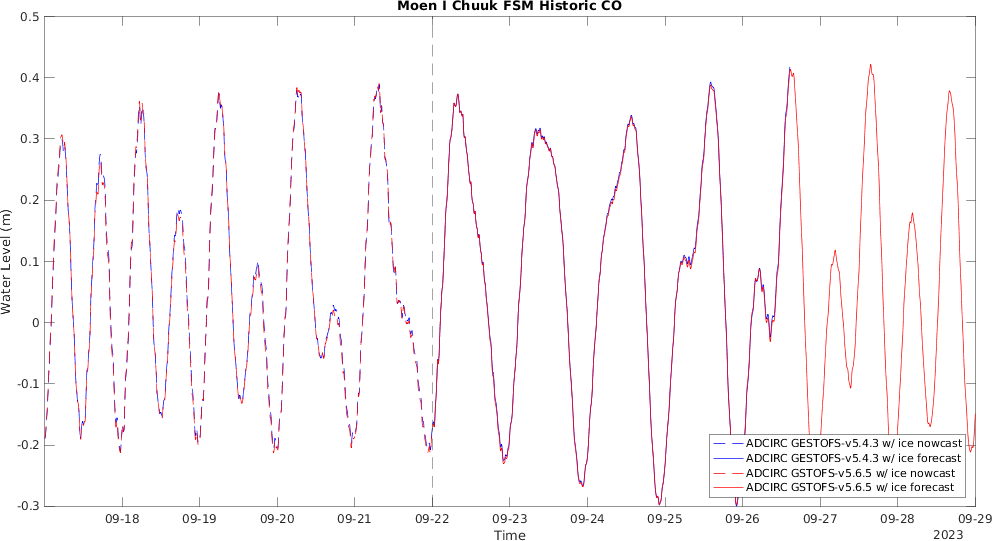 Moen I Chuuk FSM Historic CO
Water Level (m)
0.5
0.4
0.3
0.2
0.1
0
-0.1
-0.2
-0.3
ADCIRC GESTOFS-v5.4.3 w/ ice nowcast
ADCIRC GESTOFS-v5.4.3 w/ ice forecast
ADCIRC GSTOFS-v5.6.5 w/ ice nowcast
ADCIRC GSTOFS-v5.6.5 w/ ice forecast
09-18 09-19 09-20 09-21 09-22 09-23 09-24 09-25 09-26 09-27 09-28 09-29
Time
2023